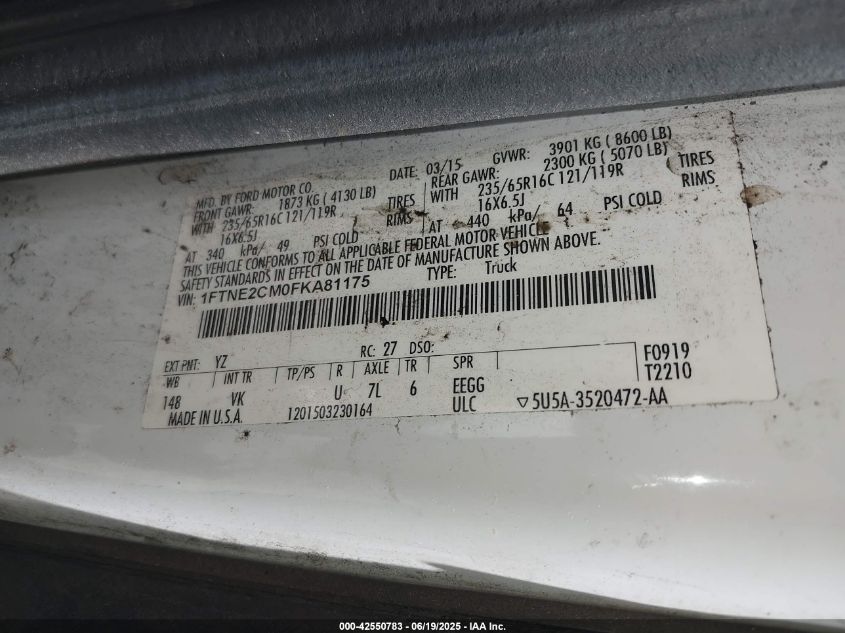 MFD. BY FORD MOTOR CO.
DATE: 03/15 GVWR: 3901 KG ( 8600 LB)
FRONT GAWR: 1873 KG ( 4130 LB) REAR GAWR: 2300 KG ( 5070 LB)
WITH 235/65R16C 121/119R TIRES WITH 235/65R16C 121/119R TIRES
16X6.5J RIMS 16X6.5J RIMS
AT 340 kPa/ 49 PSI COLD AT 440 kPa/ 64 PSI COLD
THIS VEHICLE CONFORMS TO ALL APPLICABLE FEDERAL MOTOR VEHICLE
SAFETY STANDARDS IN EFFECT ON THE DATE OF MANUFACTURE SHOWN ABOVE.
VIN: 1FTNE2CM0FKA81175 TYPE: Truck
EXT PNT: YZ RC: 27 DSO: F0919
WB INT TR TP/PS R AXLE TR SPR T2210
148 VK U 7L 6 EEGG
MADE IN U.S.A. 1201503230164 ULC ▽5U5A-3520472-AA
000-42550783 - 06/19/2025 - IAA Inc.